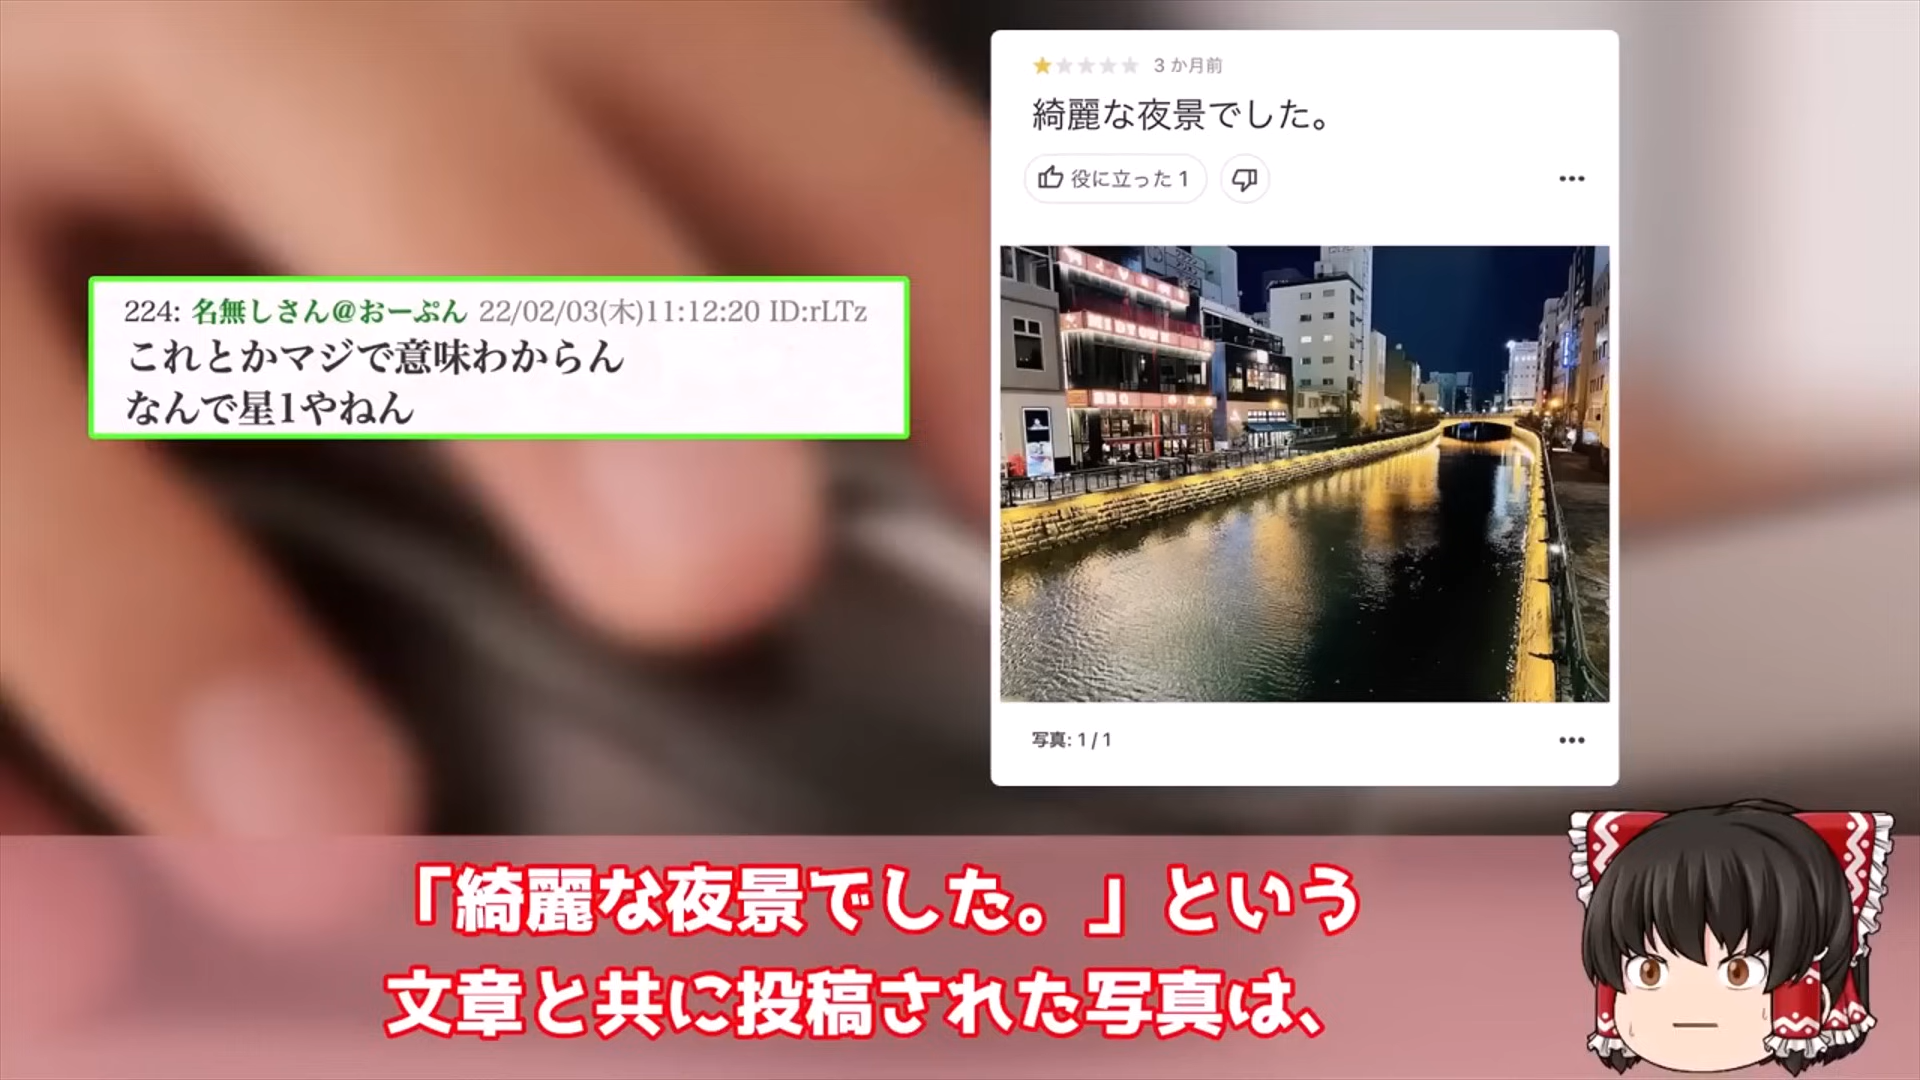 224: 名無しさん@おーぷん 22/02/03(木)11:12:20 ID:rLTz
これとかマジで意味わからん
なんで星1やねん
3 か月前
綺麗な夜景でした。
役に立った 1
写真: 1 / 1
「綺麗な夜景でした。」という
文章と共に投稿された写真は、